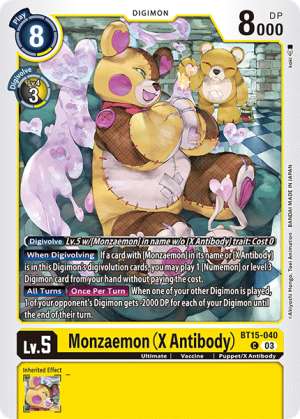 Play
8
DIGIMON
DP
8000
Digivolve
Lv.4
3
Digivolve Lv.5 w/[Monzaemon] in name w/o [X Antibody] trait: Cost 0
When Digivolving If a card with [Monzaemon] in its name or [X Antibody]
is in this Digimon's digivolution cards, you may play 1 [Numemon] or level 3
Digimon card from your hand without paying the cost.
All Turns Once Per Turn When one of your other Digimon is played,
1 of your opponent's Digimon gets -2000 DP for each of your Digimon until
the end of their turn.
Lv.5
Monzaemon (X Antibody)
BT15-040
C 03
Ultimate | Vaccine | Puppet/X Antibody
Inherited Effect
©Akiyoshi Hongo, Toei Animation · BANDAI MADE IN JAPAN